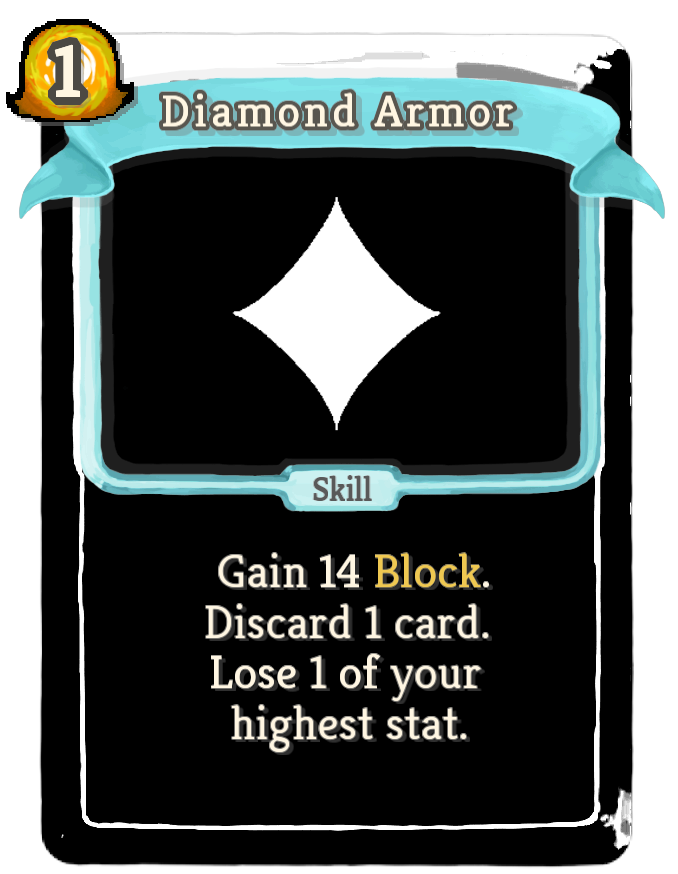 1
Diamond Armor
Skill
Gain 14 Block.
Discard 1 card.
Lose 1 of your
highest stat.